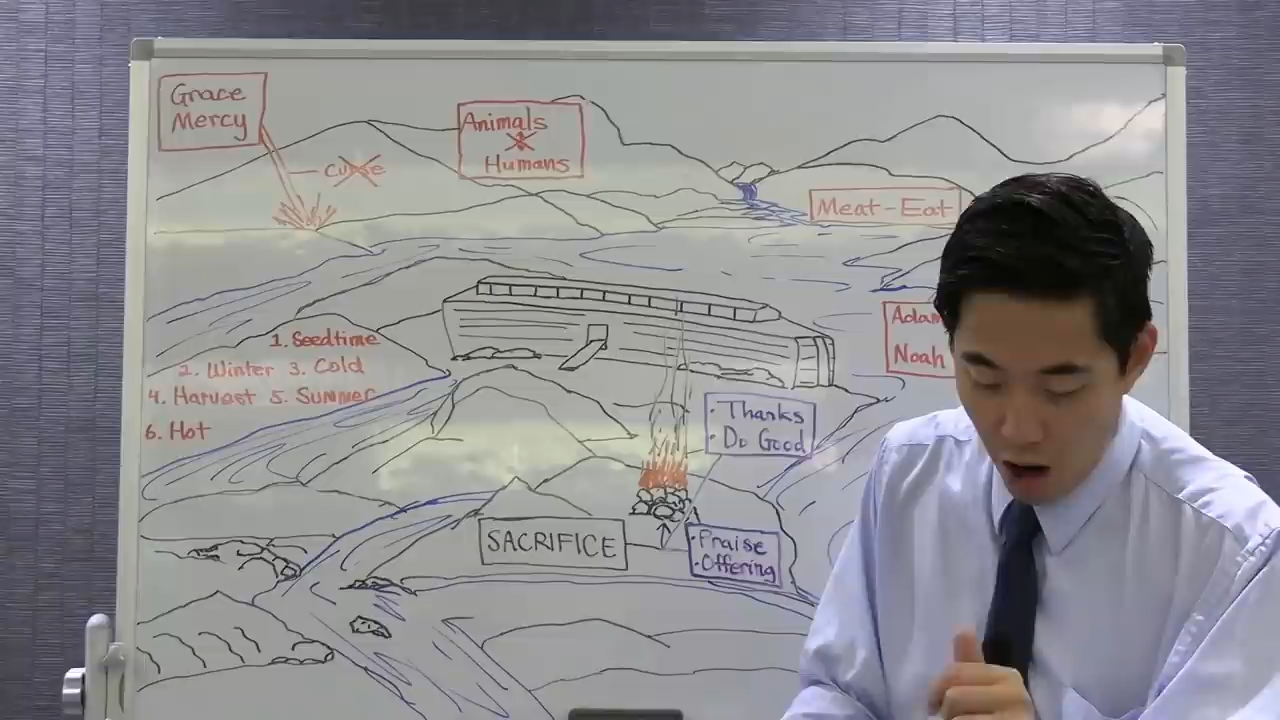 Grace
Mercy
Curse
Animals
Humans
Meat-Eat
Adam
Noah
1. Seedtime
2. Winter 3. Cold
4. Harvest 5. Summer
6. Hot
· Thanks
· Do Good
SACRIFICE
· Praise
· Offering